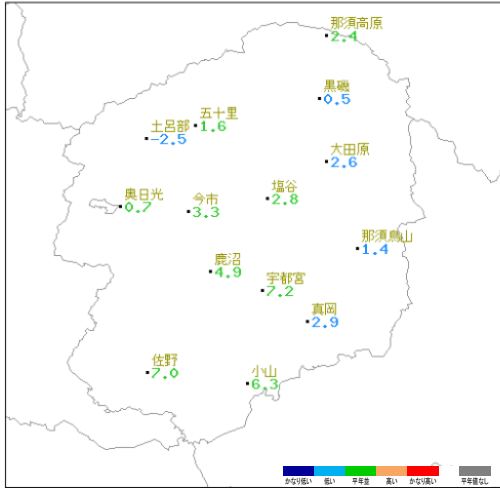 那須高原
2.4
黒磯
0.5
五十里
1.6
土呂部
-2.5
大田原
2.6
塩谷
2.8
奥日光
0.7
今市
3.3
那須烏山
1.4
鹿沼
4.9
宇都宮
7.2
真岡
2.9
佐野
7.0
小山
6.3
かなり低い 低い 平年並 高い かなり高い 平年値なし